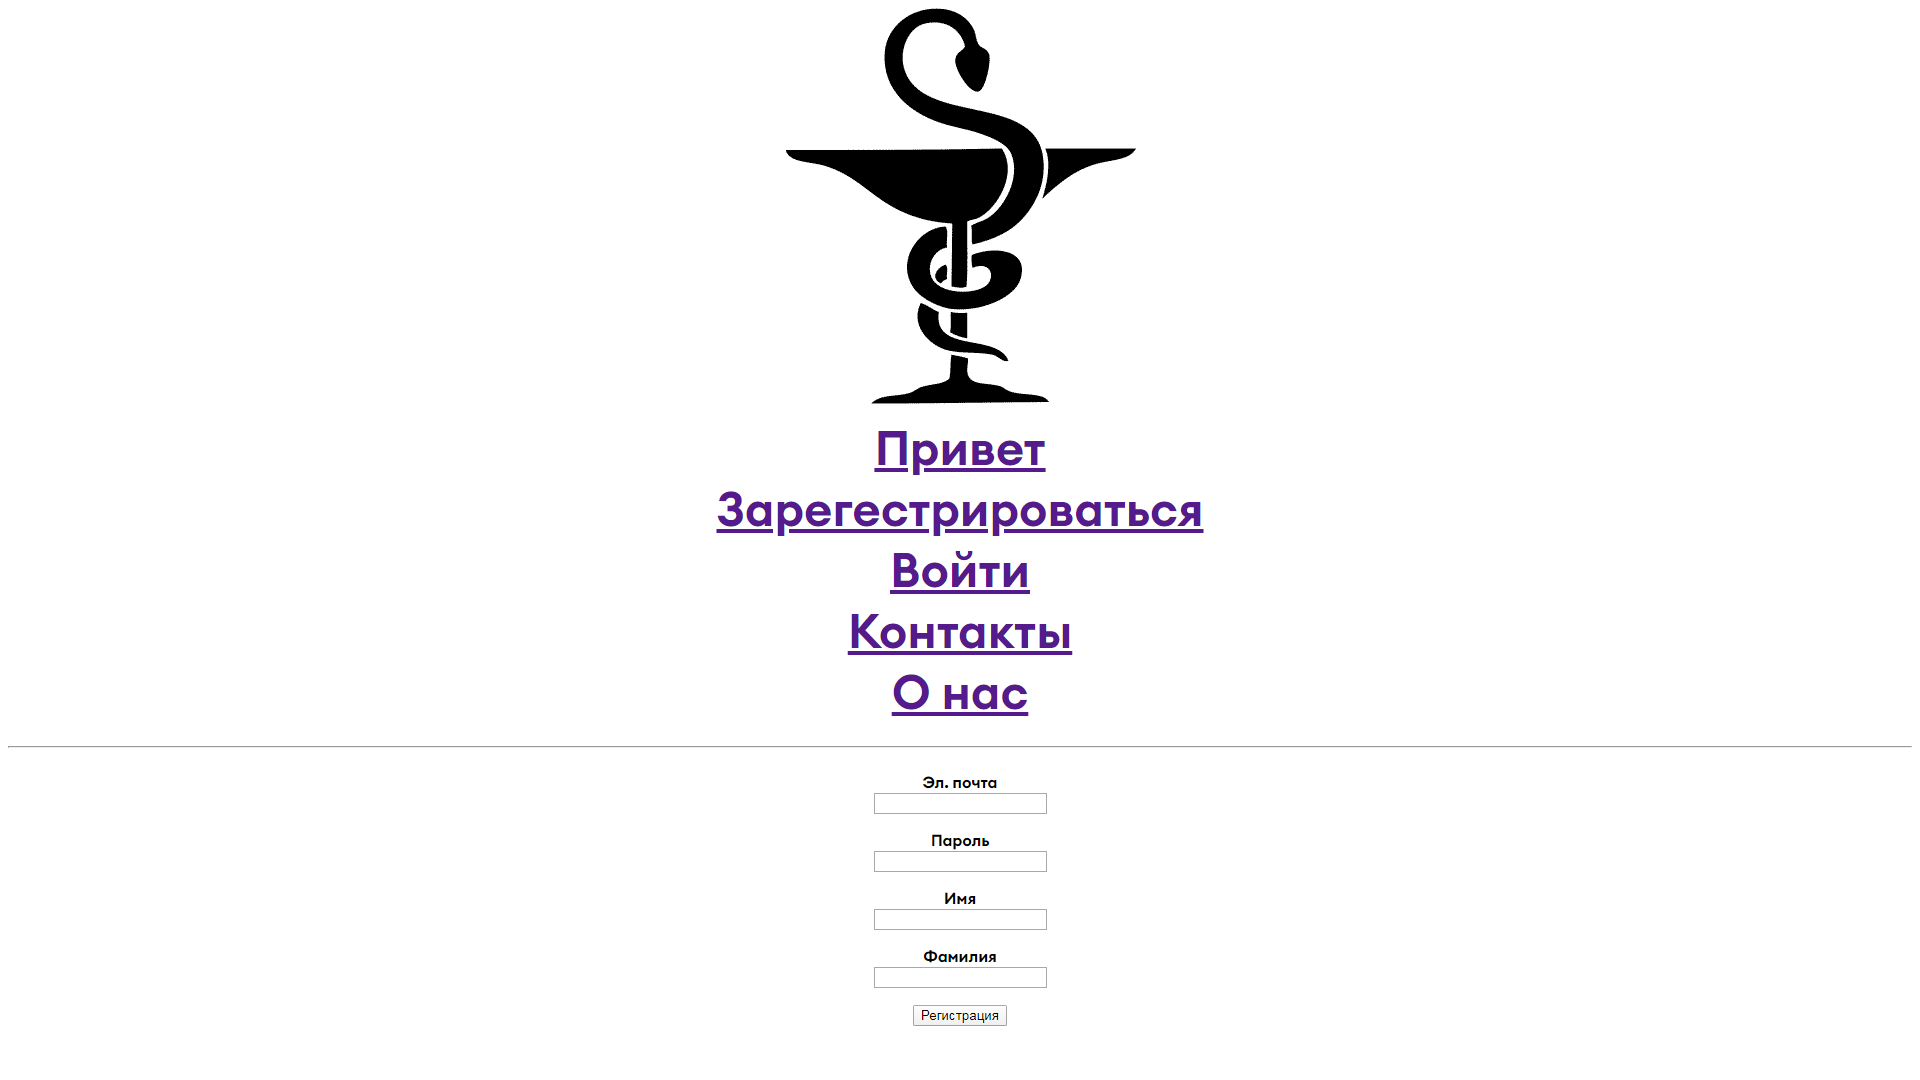 Привет
Зарегестрироваться
Войти
Контакты
О нас
Эл. почта
Пароль
Имя
Фамилия
Регистрация